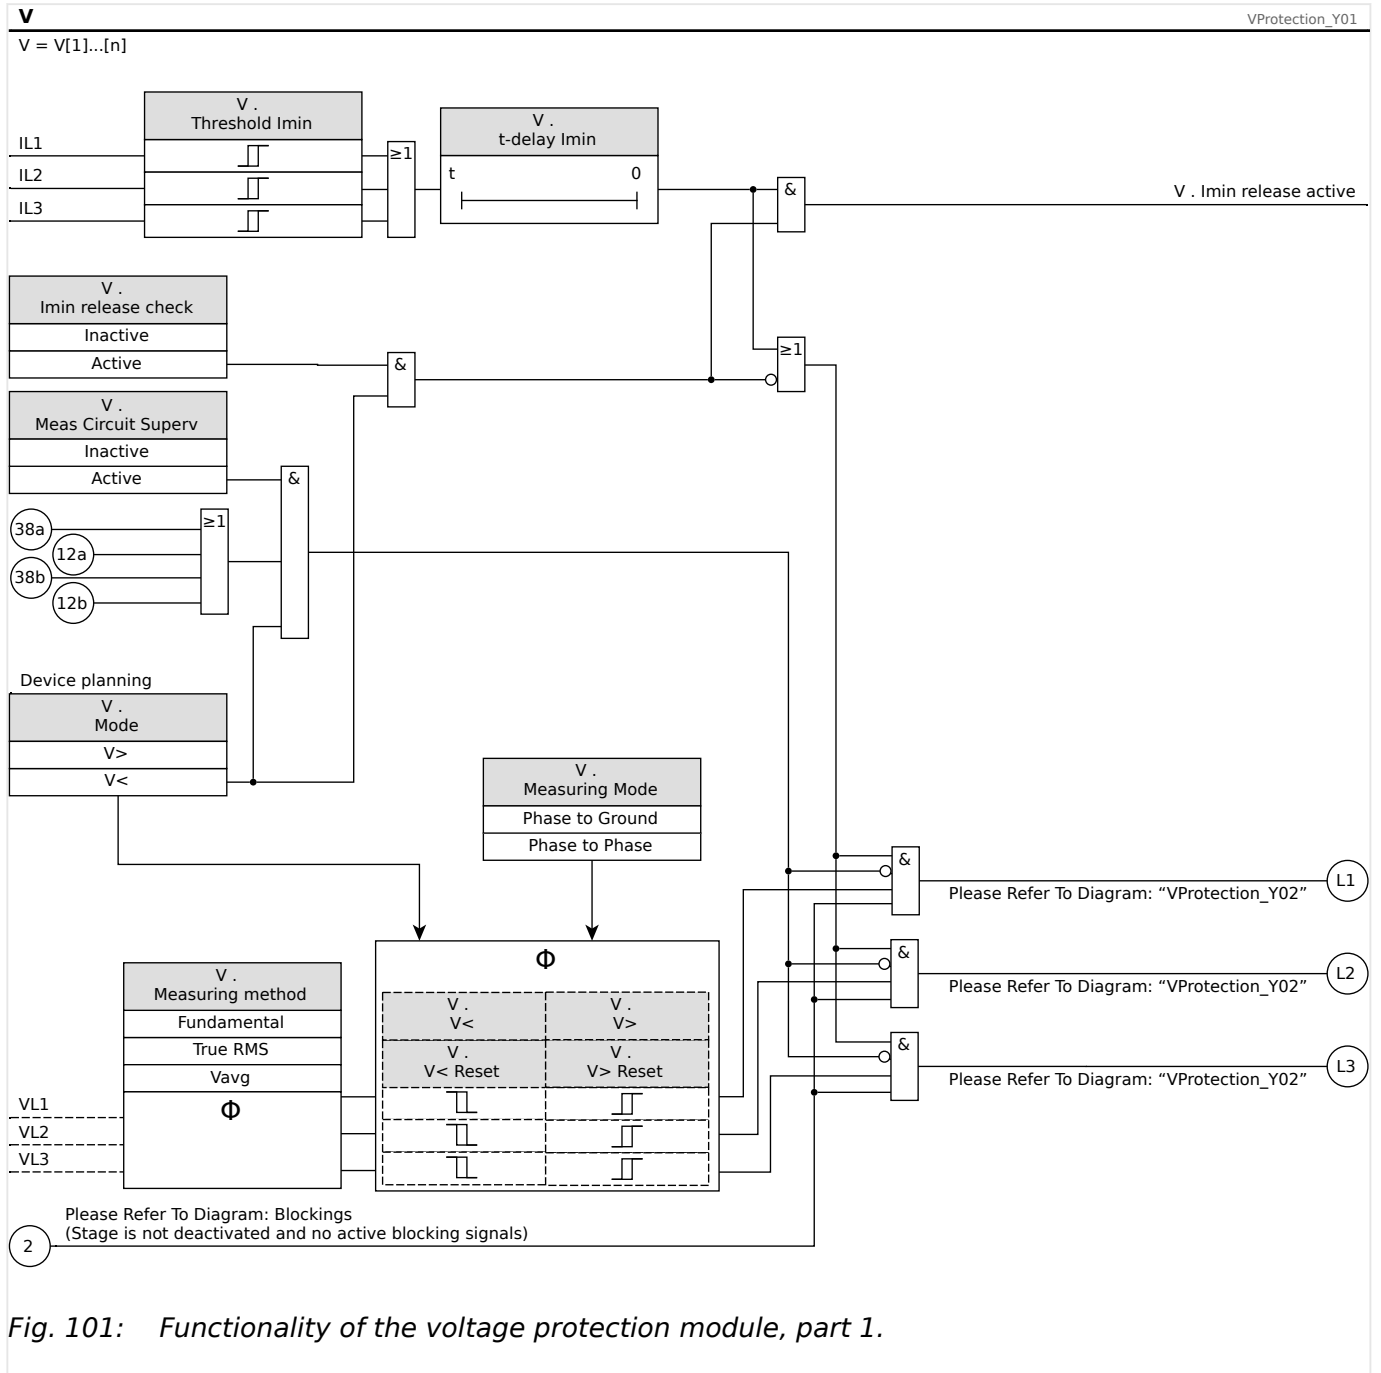 V
VProtection_Y01
V = V[1]...[n]
V .
Threshold Imin
IL1
IL2
IL3
≥1
V .
t-delay Imin
t
0
&
V . Imin release active
V .
Imin release check
Inactive
Active
&
≥1
V .
Meas Circuit Superv
Inactive
Active
&
38a
12a
38b
12b
≥1
Device planning
V .
Mode
V>
V<
V .
Measuring Mode
Phase to Ground
Phase to Phase
&
L1
Please Refer To Diagram: “VProtection_Y02”
&
L2
Please Refer To Diagram: “VProtection_Y02”
&
L3
Please Refer To Diagram: “VProtection_Y02”
V .
Measuring method
Fundamental
True RMS
Vavg
Φ
VL1
VL2
VL3
Φ
V .
V<
V .
V>
V .
V< Reset
V .
V> Reset
Please Refer To Diagram: Blockings
(Stage is not deactivated and no active blocking signals)
2
Fig. 101: Functionality of the voltage protection module, part 1.